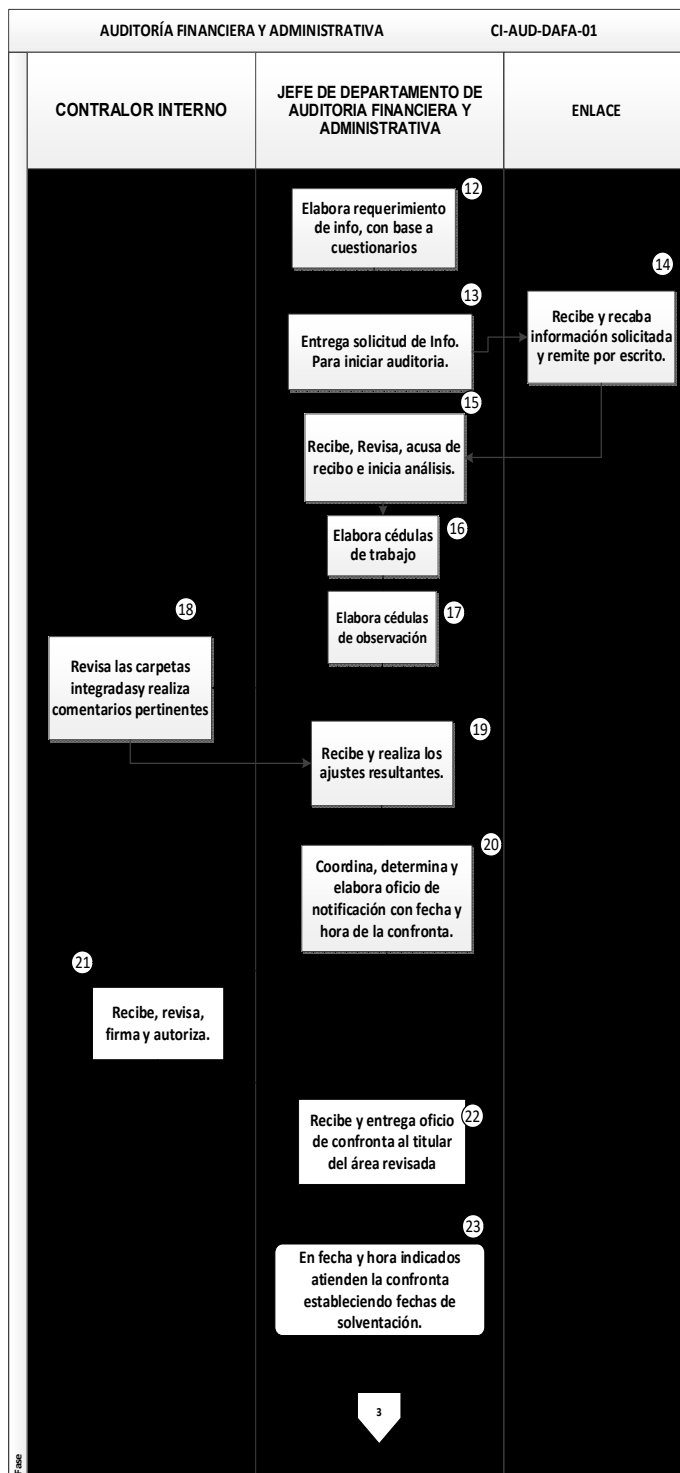 AUDITORÍA FINANCIERA Y ADMINISTRATIVA CI-AUD-DAFA-01
CONTRALOR INTERNO
JEFE DE DEPARTAMENTO DE
AUDITORIA FINANCIERA Y
ADMINISTRATIVA
ENLACE
12
Elabora requerimiento
de info, con base a
cuestionarios
13
Entrega solicitud de Info.
Para iniciar auditoria.
14
Recibe y recaba
información solicitada
y remite por escrito.
15
Recibe, Revisa, acusa de
recibo e inicia análisis.
16
Elabora cédulas
de trabajo
17
Elabora cédulas
de observación
18
Revisa las carpetas
integradasy realiza
comentarios pertinentes
19
Recibe y realiza los
ajustes resultantes.
20
Coordina, determina y
elabora oficio de
notificación con fecha y
hora de la confronta.
21
Recibe, revisa,
firma y autoriza.
22
Recibe y entrega oficio
de confronta al titular
del área revisada
23
En fecha y hora indicados
atienden la confronta
estableciendo fechas de
solventación.
3
Fase